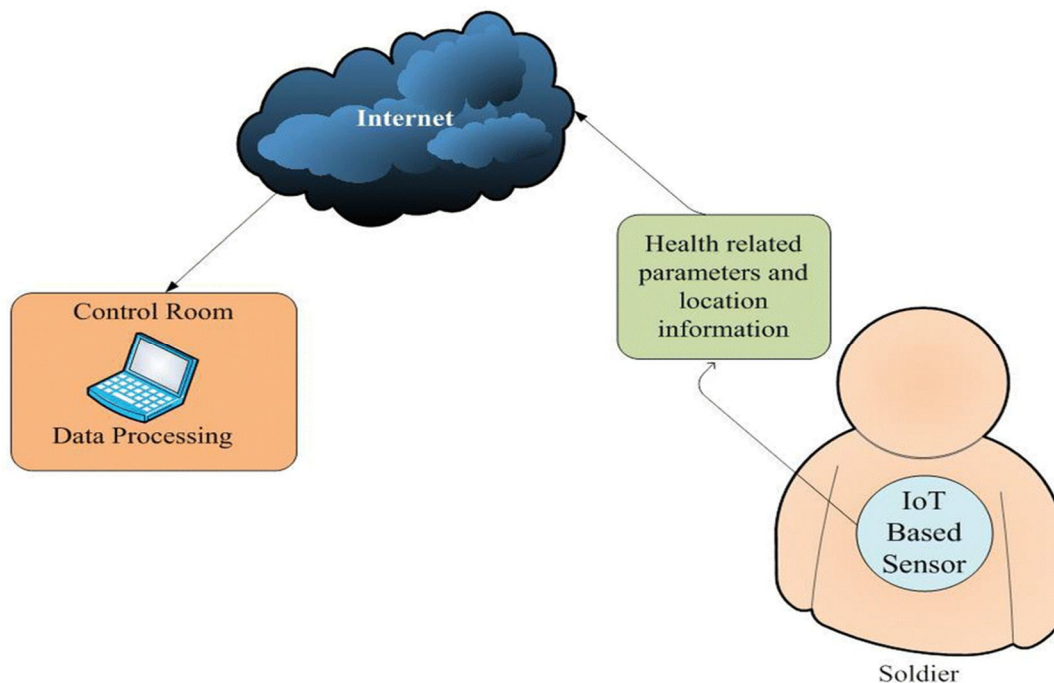 Internet
Control Room
Data Processing
Health related
parameters and
location
information
IoT
Based
Sensor
Soldier